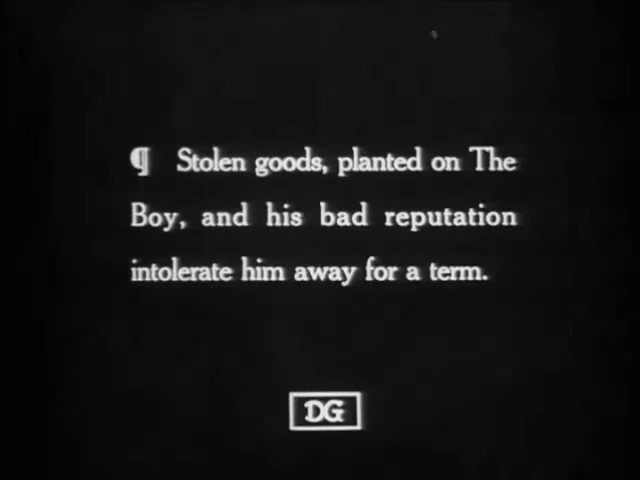 ¶ Stolen goods, planted on The
Boy, and his bad reputation
intolerate him away for a term.
DG